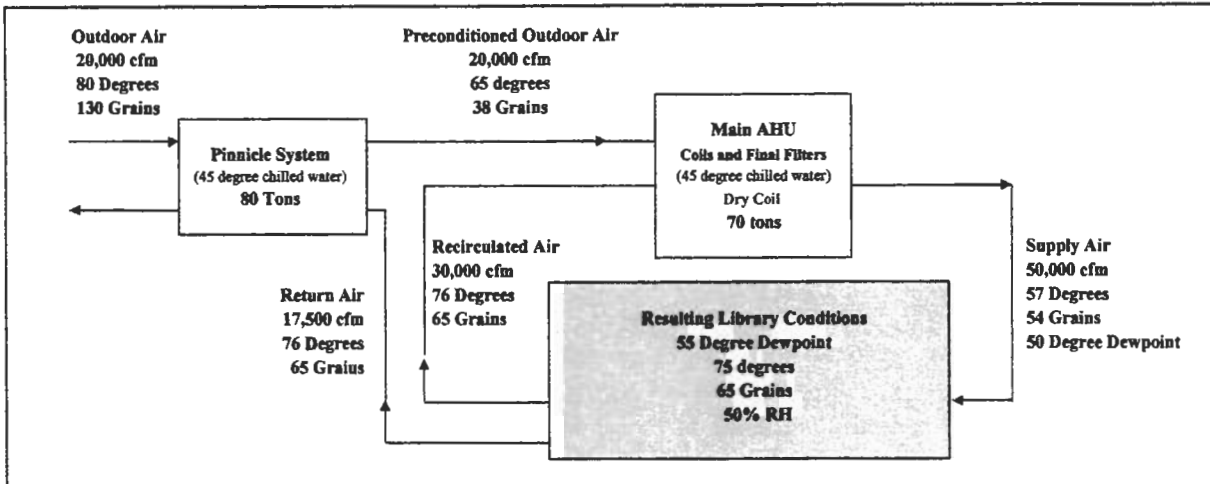 Outdoor Air
20,000 cfm
80 Degrees
130 Grains
Preconditioned Outdoor Air
20,000 cfm
65 degrees
38 Grains
Pinnicle System
(45 degree chilled water)
80 Tons
Main AHU
Coils and Final Filters
(45 degree chilled water)
Dry Coil
70 tons
Recirculated Air
30,000 cfm
76 Degrees
65 Grains
Supply Air
50,000 cfm
57 Degrees
54 Grains
50 Degree Dewpoint
Return Air
17,500 cfm
76 Degrees
65 Grains
Resulting Library Conditions
55 Degree Dewpoint
75 degrees
65 Grains
50% RH